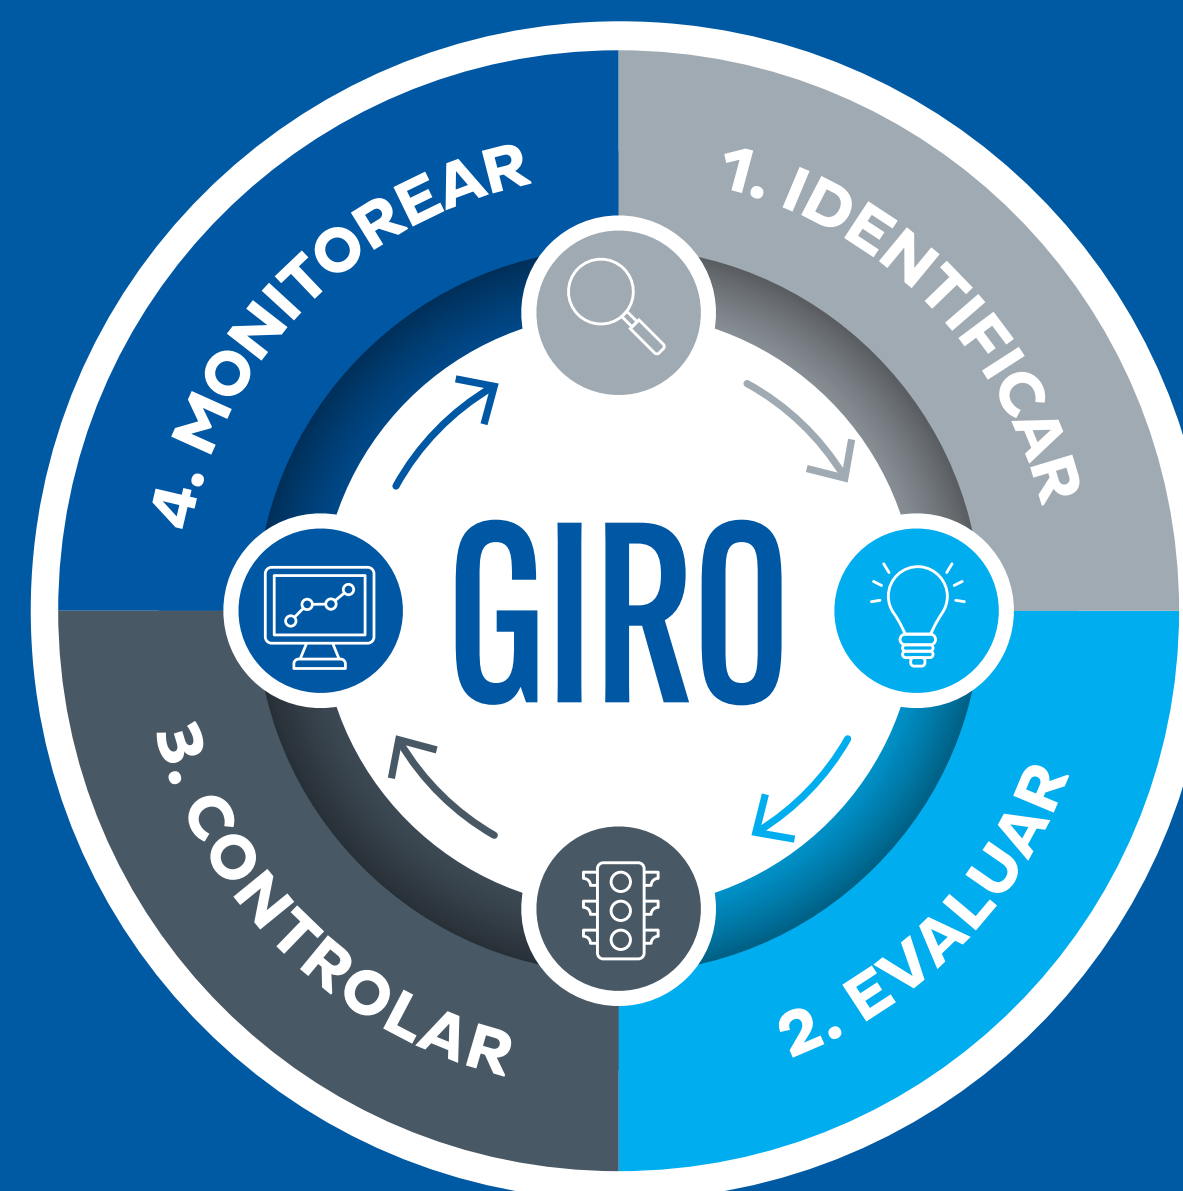 1. IDENTIFICAR
2. EVALUAR
3. CONTROLAR
4. MONITOREAR
GIRO